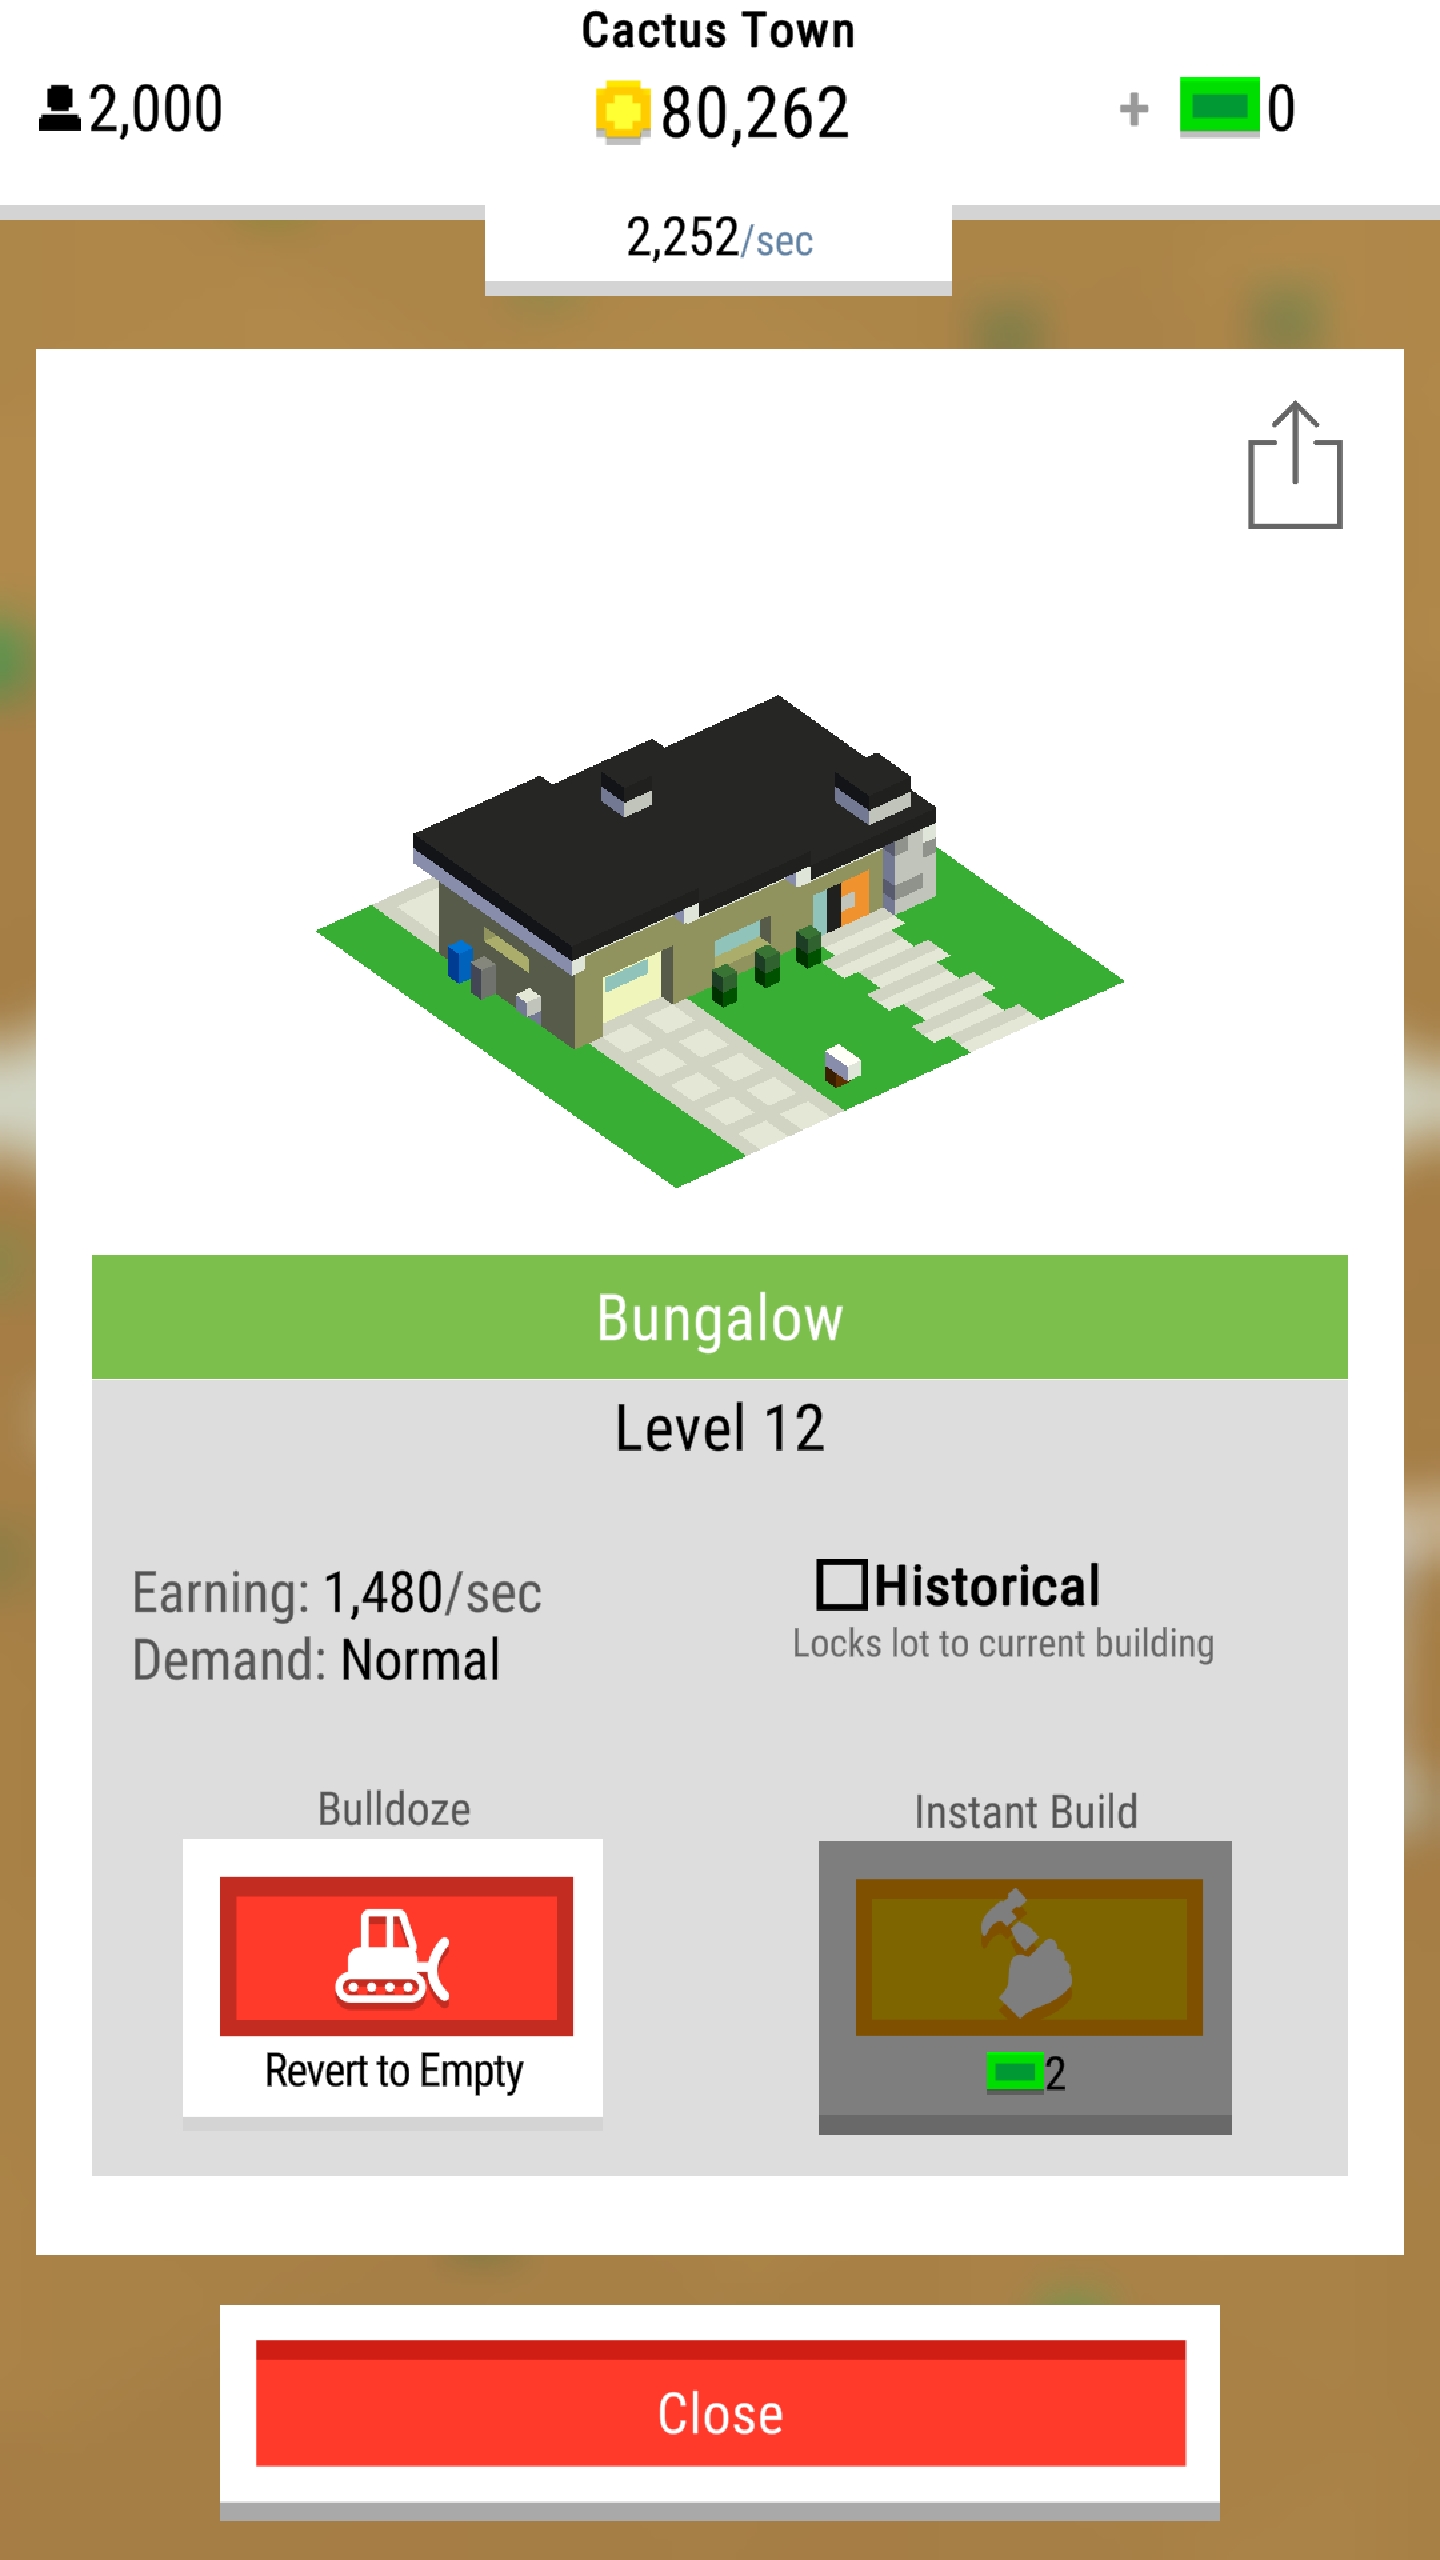 Cactus Town
2,000
80,262
+ 0
2,252/sec
Bungalow
Level 12
Earning: 1,480/sec
Demand: Normal
Historical
Locks lot to current building
Bulldoze
Revert to Empty
Instant Build
2
Close